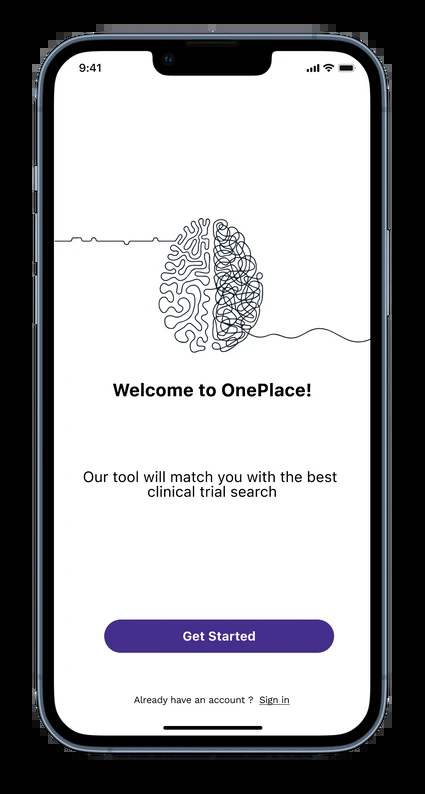 9:41
Welcome to OnePlace!
Our tool will match you with the best
clinical trial search
Get Started
Already have an account ? Sign in